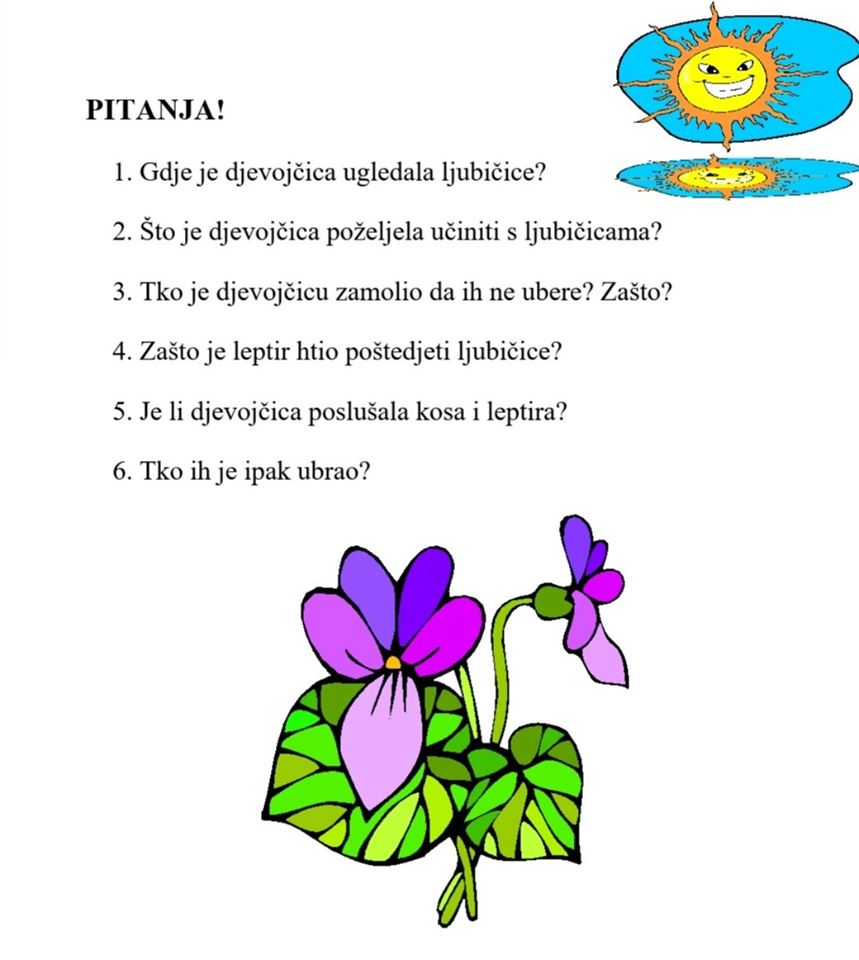 PITANJA!
1. Gdje je djevojčica ugledala ljubičice?
2. Što je djevojčica poželjela učiniti s ljubičicama?
3. Tko je djevojčicu zamolio da ih ne ubere? Zašto?
4. Zašto je leptir htio poštedjeti ljubičice?
5. Je li djevojčica poslušala kosa i leptira?
6. Tko ih je ipak ubrao?